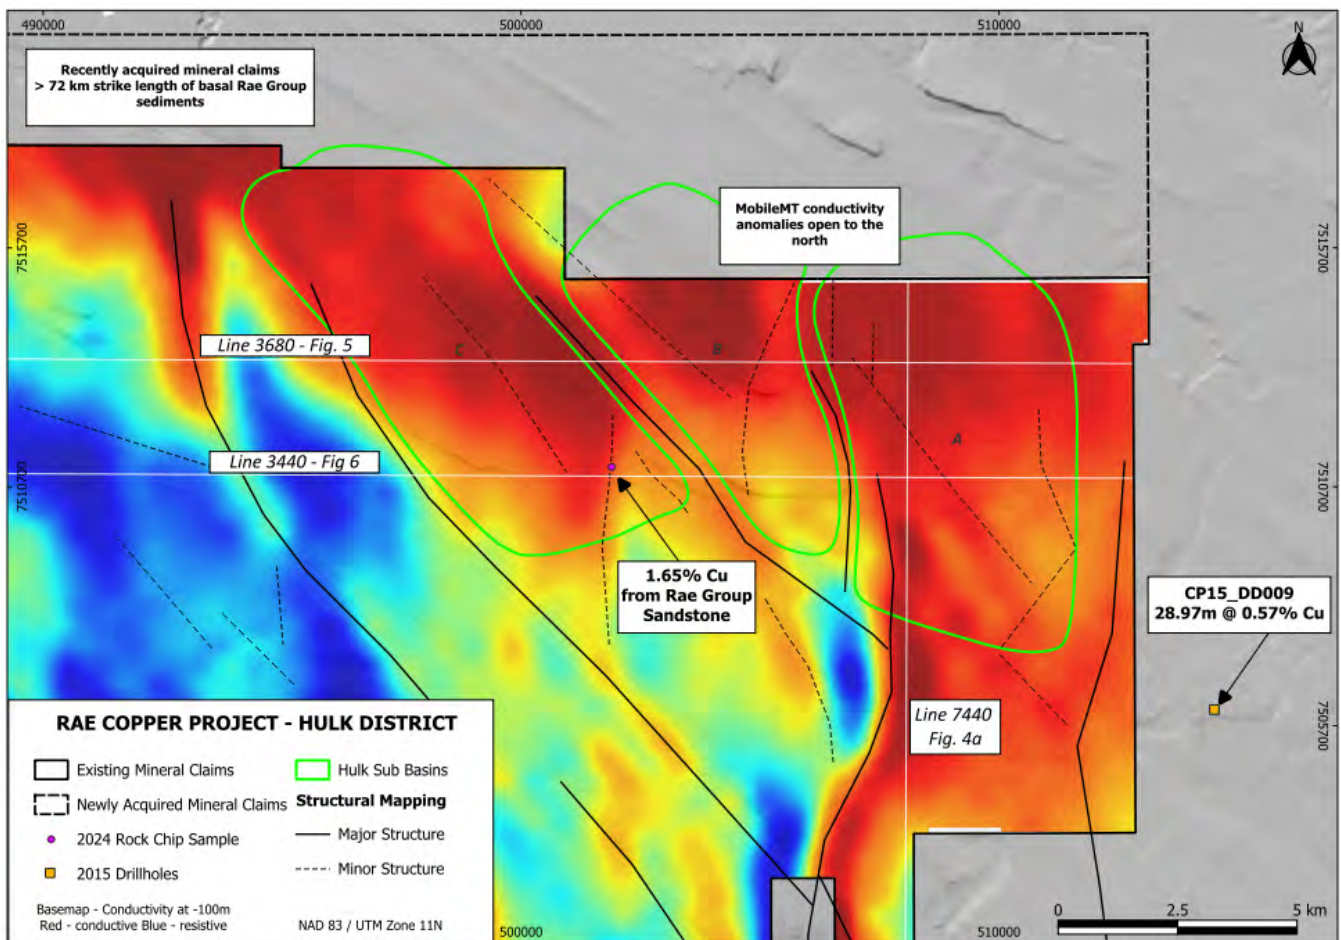 490000
500000
510000
N
Recently acquired mineral claims
> 72 km strike length of basal Rae Group
sediments
MobileMT conductivity
anomalies open to the
north
7515700
7515700
Line 3680 - Fig. 5
C
B
A
Line 3440 - Fig 6
7510700
7510700
1.65% Cu
from Rae Group
Sandstone
CP15_DD009
28.97m @ 0.57% Cu
Line 7440
Fig. 4a
7505700
RAE COPPER PROJECT - HULK DISTRICT
Existing Mineral Claims
Hulk Sub Basins
Newly Acquired Mineral Claims
Structural Mapping
2024 Rock Chip Sample
Major Structure
2015 Drillholes
Minor Structure
Basemap - Conductivity at -100m
Red - conductive Blue - resistive
NAD 83 / UTM Zone 11N
500000
510000
0
2.5
5 km